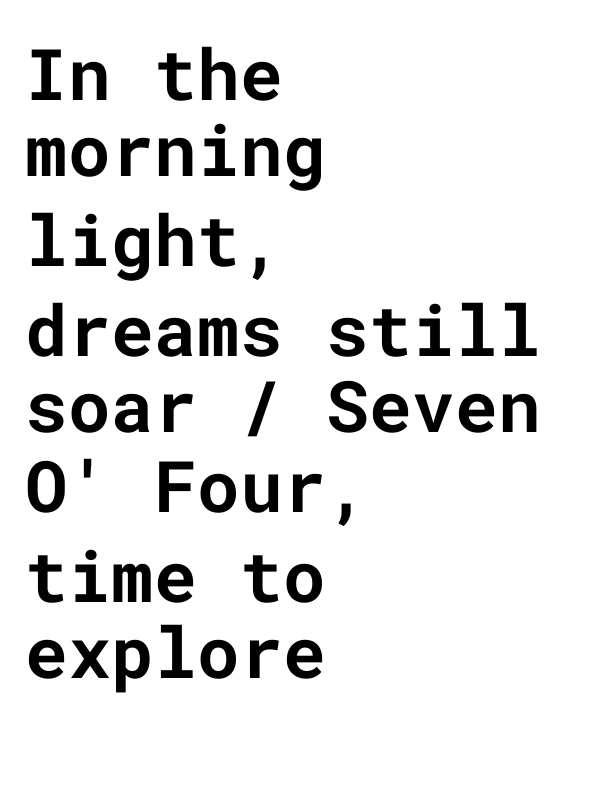 In the
morning
light,
dreams still
soar / Seven
O' Four,
time to
explore